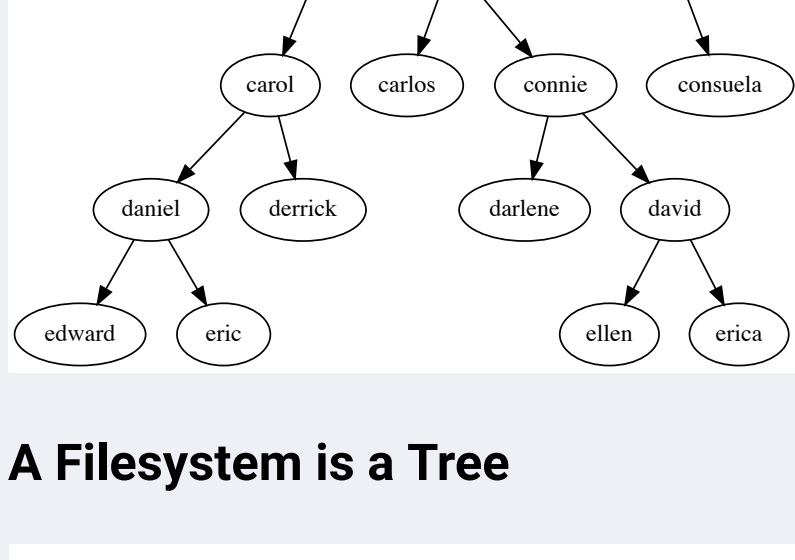 carol carlos connie consuela
daniel derrick darlene david
edward eric ellen erica
A Filesystem is a Tree